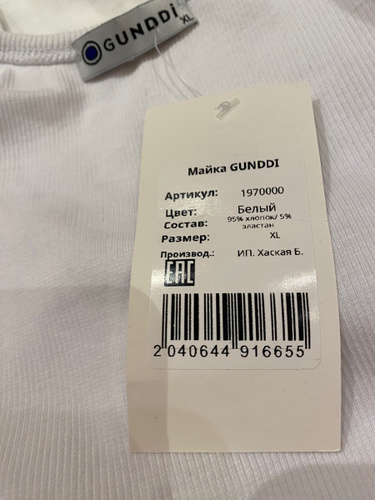 GUNDDI
XL
Майка GUNDDI
Артикул: 1970000
Цвет: Белый
Состав: 95% хлопок/ 5%
эластан
Размер: XL
Производ.: ИП. Хаская Б.
EAC
2 040644 916655